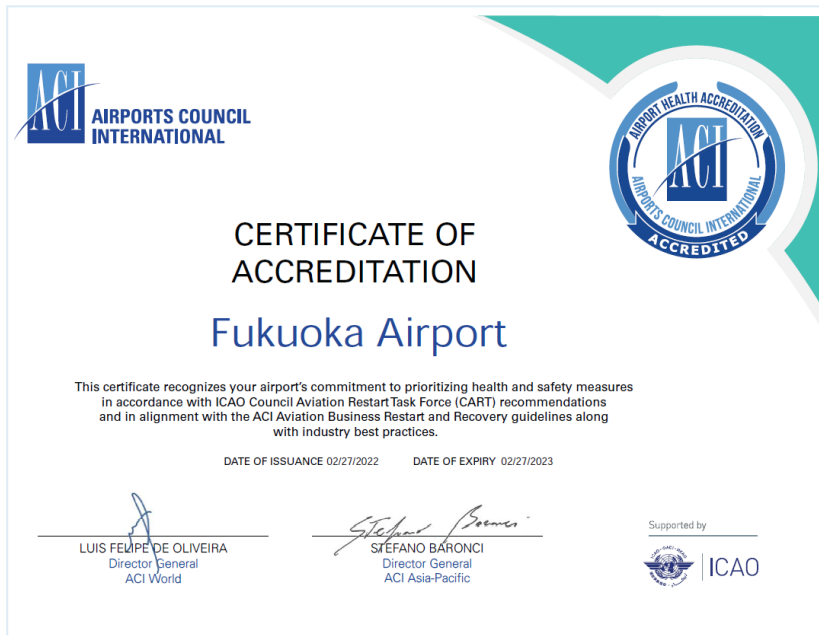 ACI
AIRPORTS COUNCIL
INTERNATIONAL
AIRPORT HEALTH ACCREDITATION
ACI
AIRPORTS COUNCIL INTERNATIONAL
ACCREDITED
CERTIFICATE OF
ACCREDITATION
Fukuoka Airport
This certificate recognizes your airport's commitment to prioritizing health and safety measures
in accordance with ICAO Council Aviation Restart Task Force (CART) recommendations
and in alignment with the ACI Aviation Business Restart and Recovery guidelines along
with industry best practices.
DATE OF ISSUANCE 02/27/2022 DATE OF EXPIRY 02/27/2023
Stefano Baronci
LUIS FELIPE DE OLIVEIRA
Director General
ACI World
STEFANO BARONCI
Director General
ACI Asia-Pacific
Supported by
ICAO